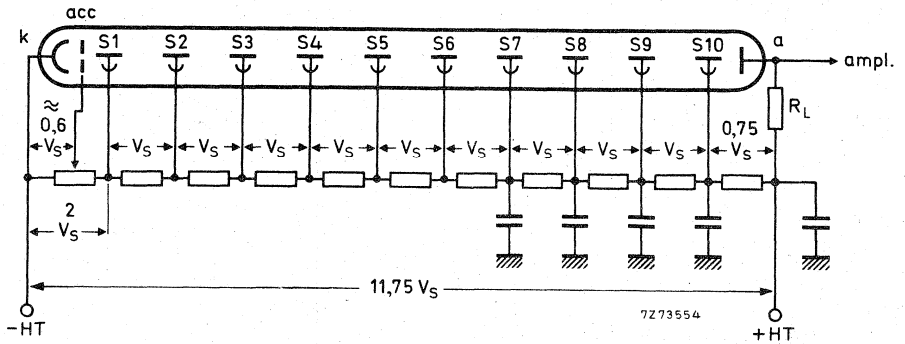 acc
k S1 S2 S3 S4 S5 S6 S7 S8 S9 S10 a
ampl.
R_L
≈
0,6
V_S
V_S V_S V_S V_S V_S V_S V_S V_S V_S
0,75
V_S
2
V_S
11,75 V_S
7Z73554
-HT
+HT